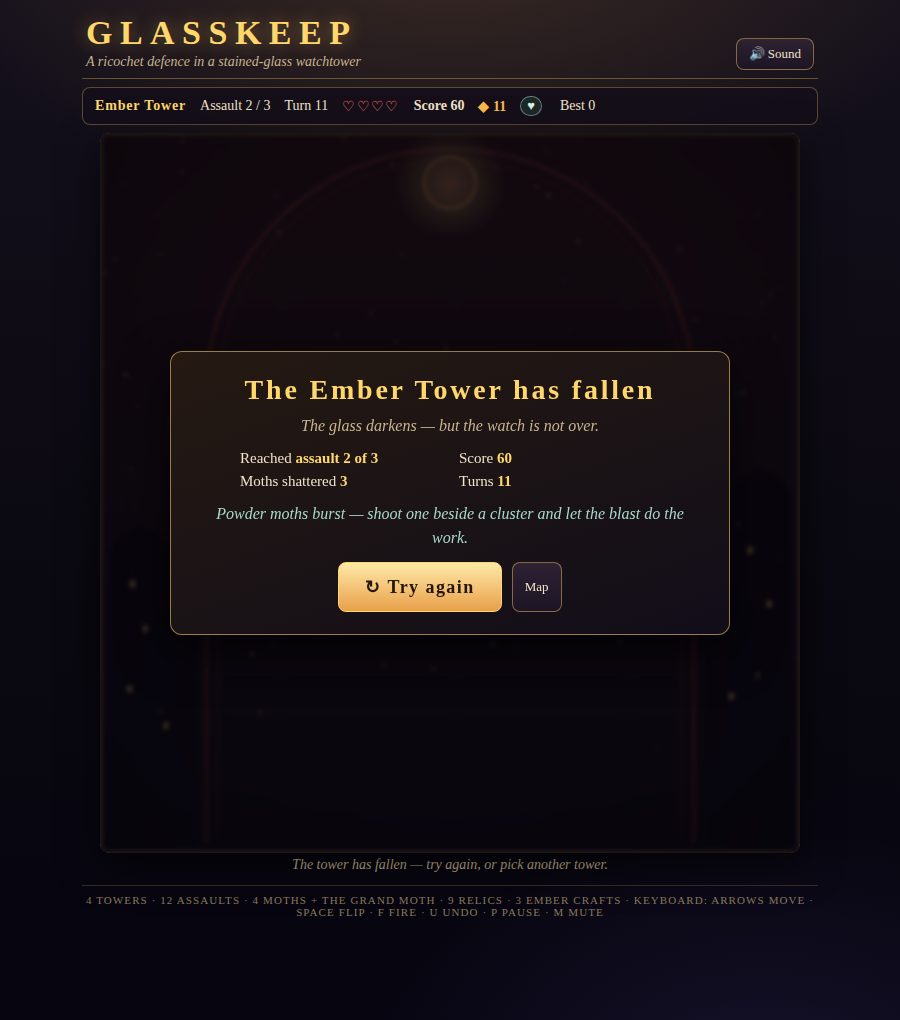 GLASSKEEP
A ricochet defence in a stained-glass watchtower
🔊 Sound
Ember Tower Assault 2 / 3 Turn 11 ♡♡♡♡ Score 60 ◆ 11 ♥ Best 0
The Ember Tower has fallen
The glass darkens — but the watch is not over.
Reached assault 2 of 3 Score 60
Moths shattered 3 Turns 11
Powder moths burst — shoot one beside a cluster and let the blast do the
work.
↻ Try again Map
The tower has fallen — try again, or pick another tower.
4 TOWERS · 12 ASSAULTS · 4 MOTHS + THE GRAND MOTH · 9 RELICS · 3 EMBER CRAFTS · KEYBOARD: ARROWS MOVE ·
SPACE FLIP · F FIRE · U UNDO · P PAUSE · M MUTE